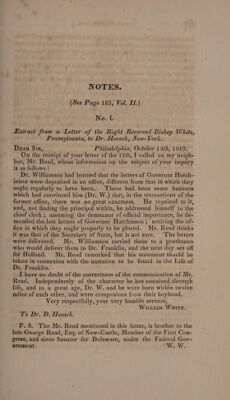 NOTES.
(See Page 185, Vol. II.)
No. I.
Extract from a Letter of the Right Reverend Bishop White,
Pennsylvania, to Dr. Hosack, New-York.
DEAR SIR, Philadelphia, October 14th, 1819.
On the receipt of your letter of the 12th, I called on my neigh-
bor, Mr. Read, whose information on the subject of your inquiry
is as follows:
Dr. Williamson had learned that the letters of Governor Hutch-
inson were deposited in an office, different from that in which they
ought regularly to have been. There had been some business
which had convinced him (Dr. W.) that, in the transactions of the
former office, there was no great exactness. He repaired to it,
and, not finding the principal within, he addressed himself to the
chief clerk; assuming the demeanor of official importance, he de-
manded the late letters of Governor Hutchinson; noticing the of-
fice in which they ought properly to be placed. Mr. Read thinks
it was that of the Secretary of State, but is not sure. The letters
were delivered. Mr. Williamson carried them to a gentleman
who would deliver them to Dr. Franklin, and the next day set off
for Holland. Mr. Read remarked that his statement should be
taken in connexion with the narrative to be found in the Life of
Dr. Franklin.
I have no doubt of the correctness of the communication of Mr.
Read. Independently of the character he has sustained through
life, and to a great age, Dr. W. and he were born within twelve
miles of each other, and were companions from their boyhood.
Very respectfully, your very humble servant,
WILLIAM WHITE.
To Dr. D. Hosack.
P. S. The Mr. Read mentioned in this letter, is brother to the
late George Read, Esq. of New-Castle, Member of the First Con-
gress, and since Senator for Delaware, under the Federal Gov-
ernment. W. W.